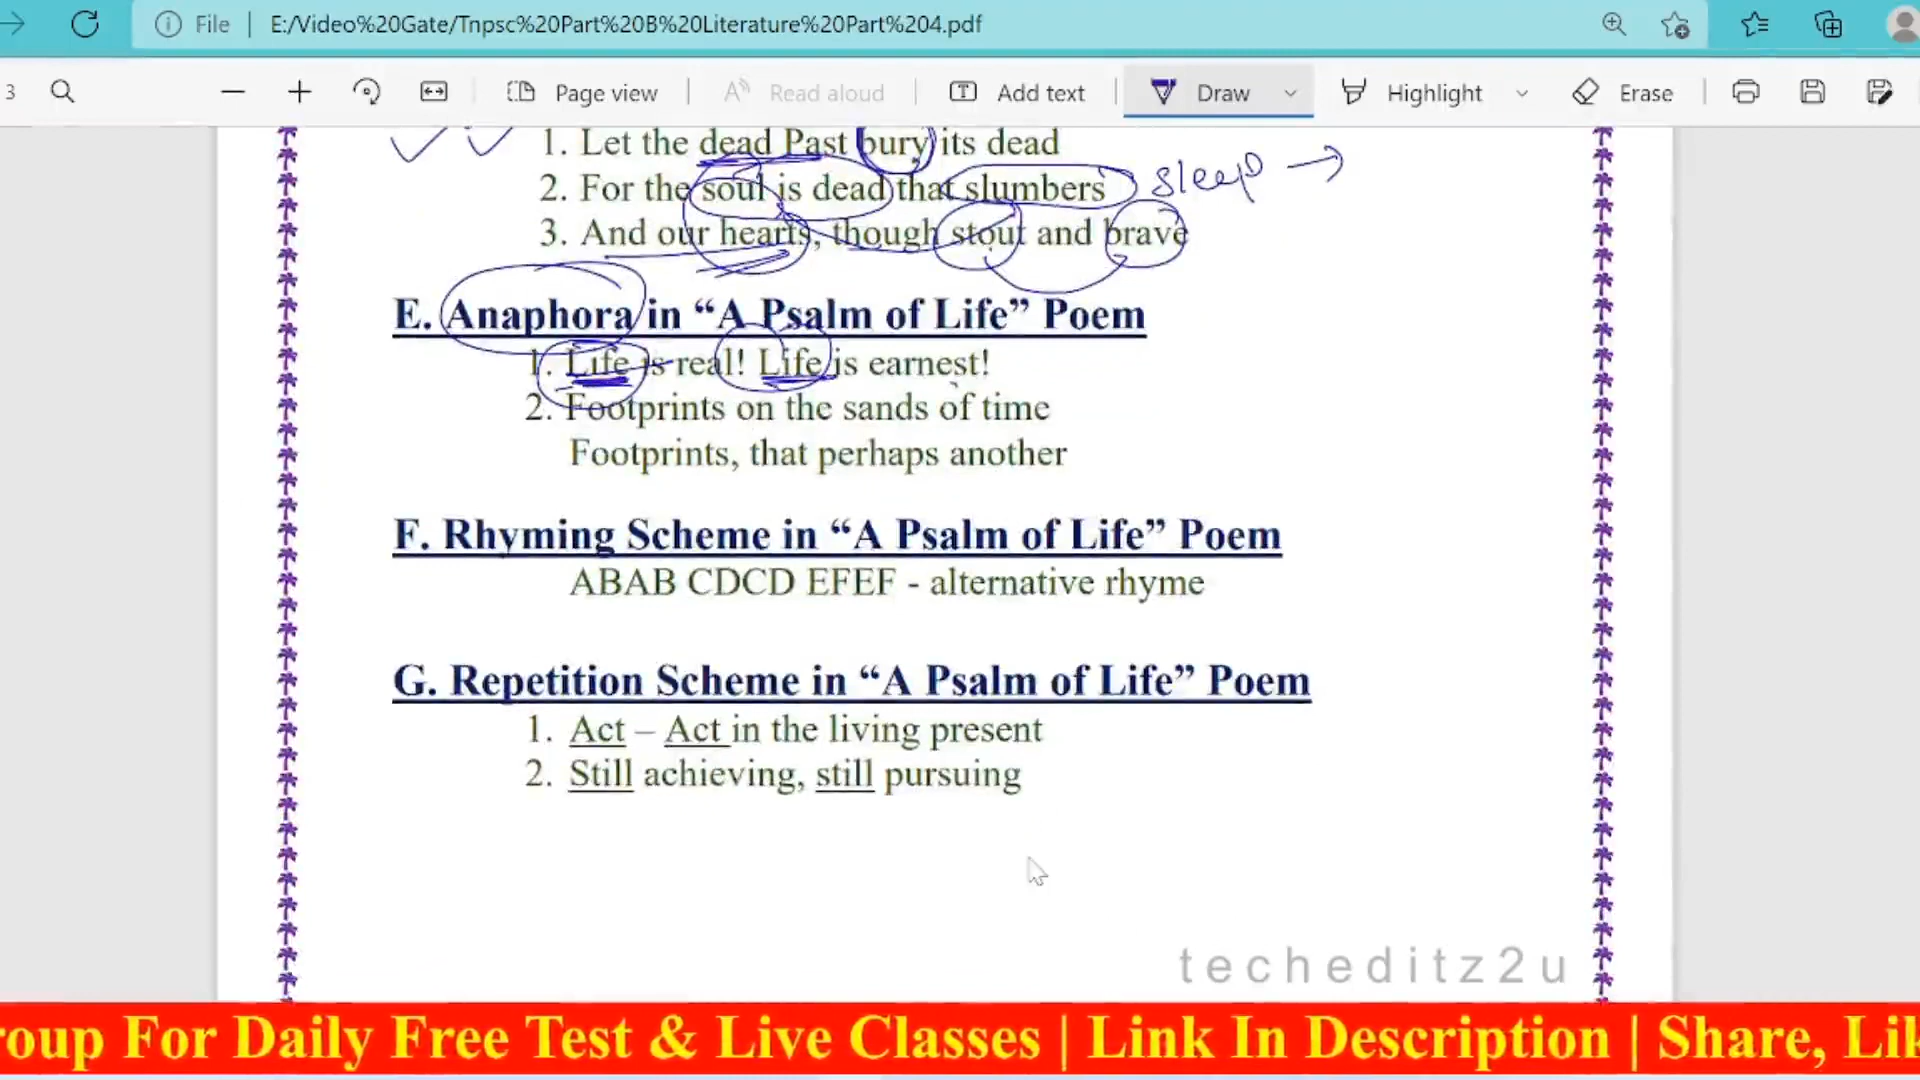 File | E:/Video%20Gate/Tnpsc%20Part%20B%20Literature%20Part%204.pdf
3 Page view Read aloud Add text Draw Highlight Erase
1. Let the dead Past bury its dead
2. For the soul is dead that slumbers sleep →
3. And our hearts, though stout and brave
E. Anaphora in “A Psalm of Life” Poem
1. Life is real! Life is earnest!
2. Footprints on the sands of time
Footprints, that perhaps another
F. Rhyming Scheme in “A Psalm of Life” Poem
ABAB CDCD EFEF - alternative rhyme
G. Repetition Scheme in “A Psalm of Life” Poem
1. Act – Act in the living present
2. Still achieving, still pursuing
techeditz2u
roup For Daily Free Test & Live Classes | Link In Description | Share, Lik